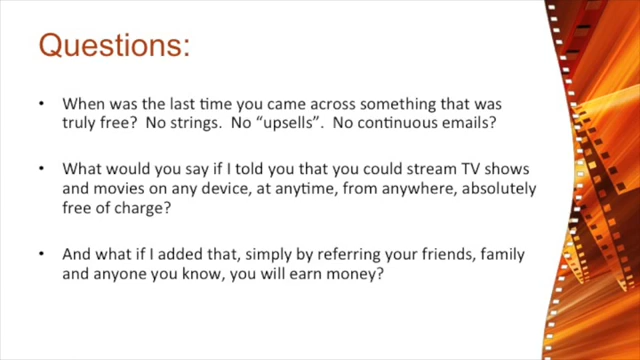 Questions:
• When was the last time you came across something that was
truly free?  No strings.  No “upsells”.  No continuous emails?
• What would you say if I told you that you could stream TV shows
and movies on any device, at anytime, from anywhere, absolutely
free of charge?
• And what if I added that, simply by referring your friends, family
and anyone you know, you will earn money?